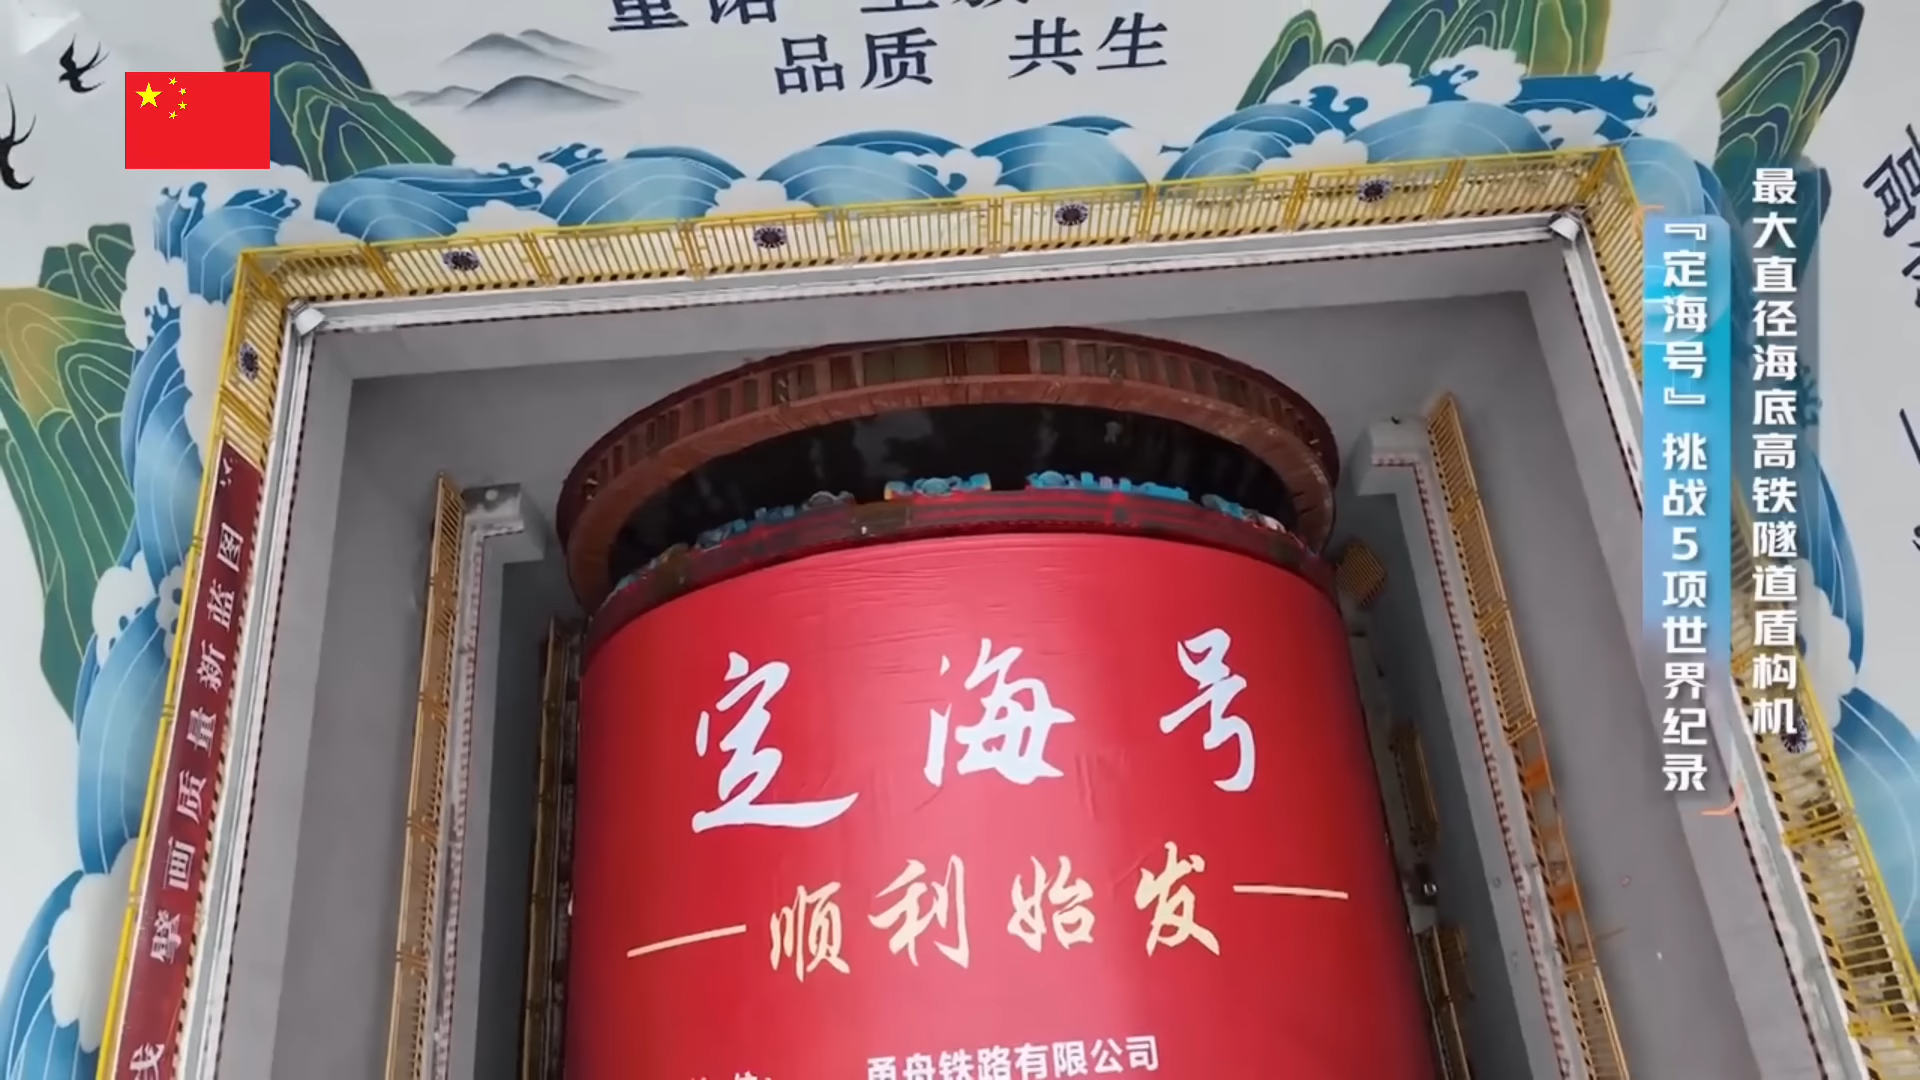 重诺
品质 共生
最大直径海底高铁隧道盾构机
『定海号』挑战5项世界纪录
擘画质量新蓝图
定海号
顺利始发
甬舟铁路有限公司